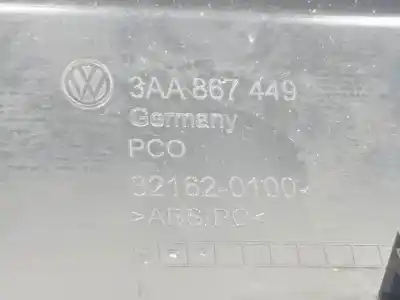 3AA 867 449
Germany
PCO
32162-0100
>ABS.PC<